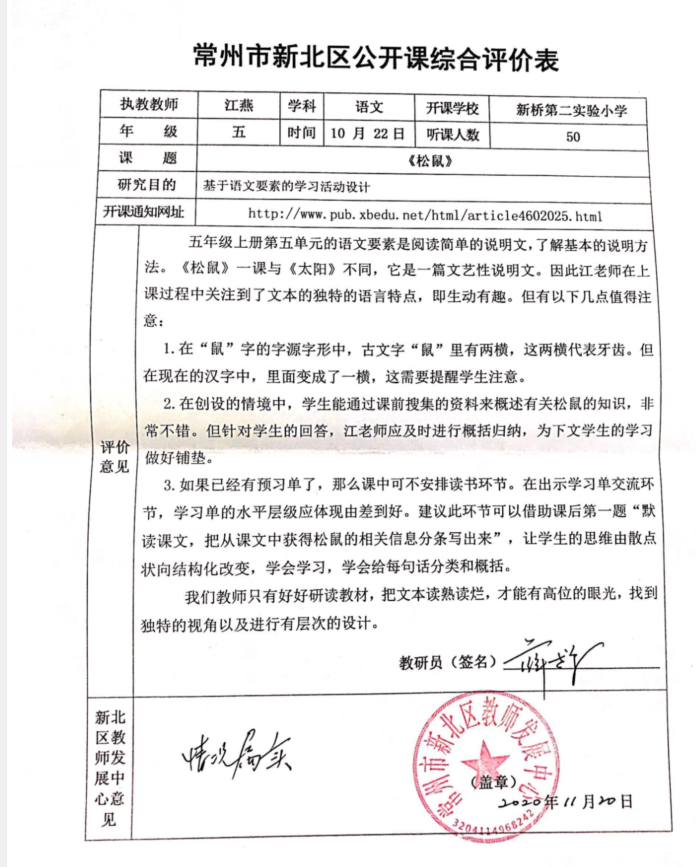 常州市新北区公开课综合评价表
执教教师 江燕 学科 语文 开课学校 新桥第二实验小学
年 级 五 时间 10 月 22 日 听课人数 50
课 题 《松鼠》
研究目的 基于语文要素的学习活动设计
开课通知网址 http://www.pub.xbedu.net/html/article4602025.html
评价意见
五年级上册第五单元的语文要素是阅读简单的说明文，了解基本的说明方
法。《松鼠》一课与《太阳》不同，它是一篇文艺性说明文。因此江老师在上
课过程中关注到了文本的独特的语言特点，即生动有趣。但有以下几点值得注
意：
1.在“鼠”字的字源字形中，古文字“鼠”里有两横，这两横代表牙齿。但
在现在的汉字中，里面变成了一横，这需要提醒学生注意。
2.在创设的情境中，学生能通过课前搜集的资料来概述有关松鼠的知识，非
常不错。但针对学生的回答，江老师应及时进行概括归纳，为下文学生的学习
做好铺垫。
3.如果已经有预习单了，那么课中可不安排读书环节。在出示学习单交流环
节，学习单的水平层级应体现由差到好。建议此环节可以借助课后第一题“默
读课文，把从课文中获得松鼠的相关信息分条写出来”，让学生的思维由散点
状向结构化改变，学会学习，学会给每句话分类和概括。
我们教师只有好好研读教材，把文本读熟读烂，才能有高位的眼光，找到
独特的视角以及进行有层次的设计。
教研员（签名）
新北
区教
师发
展中
心意
见
情况属实
常州市新北区教师发展中心
（盖章）
2020年11月20日
3204114968242